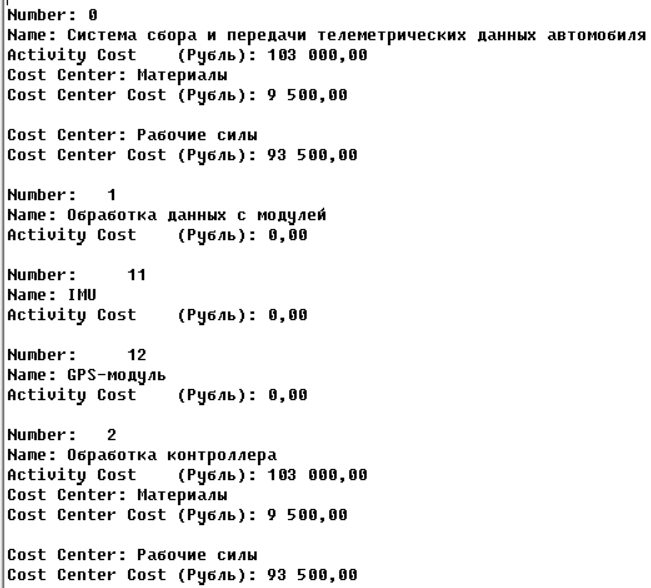 Number: 0
Name: Система сбора и передачи телеметрических данных автомобиля
Activity Cost    (Рубль): 103 000,00
Cost Center: Материалы
Cost Center Cost (Рубль): 9 500,00
Cost Center: Рабочие силы
Cost Center Cost (Рубль): 93 500,00
Number:   1
Name: Обработка данных с модулей
Activity Cost    (Рубль): 0,00
Number:     11
Name: IMU
Activity Cost    (Рубль): 0,00
Number:     12
Name: GPS-модуль
Activity Cost    (Рубль): 0,00
Number:   2
Name: Обработка контроллера
Activity Cost    (Рубль): 103 000,00
Cost Center: Материалы
Cost Center Cost (Рубль): 9 500,00
Cost Center: Рабочие силы
Cost Center Cost (Рубль): 93 500,00